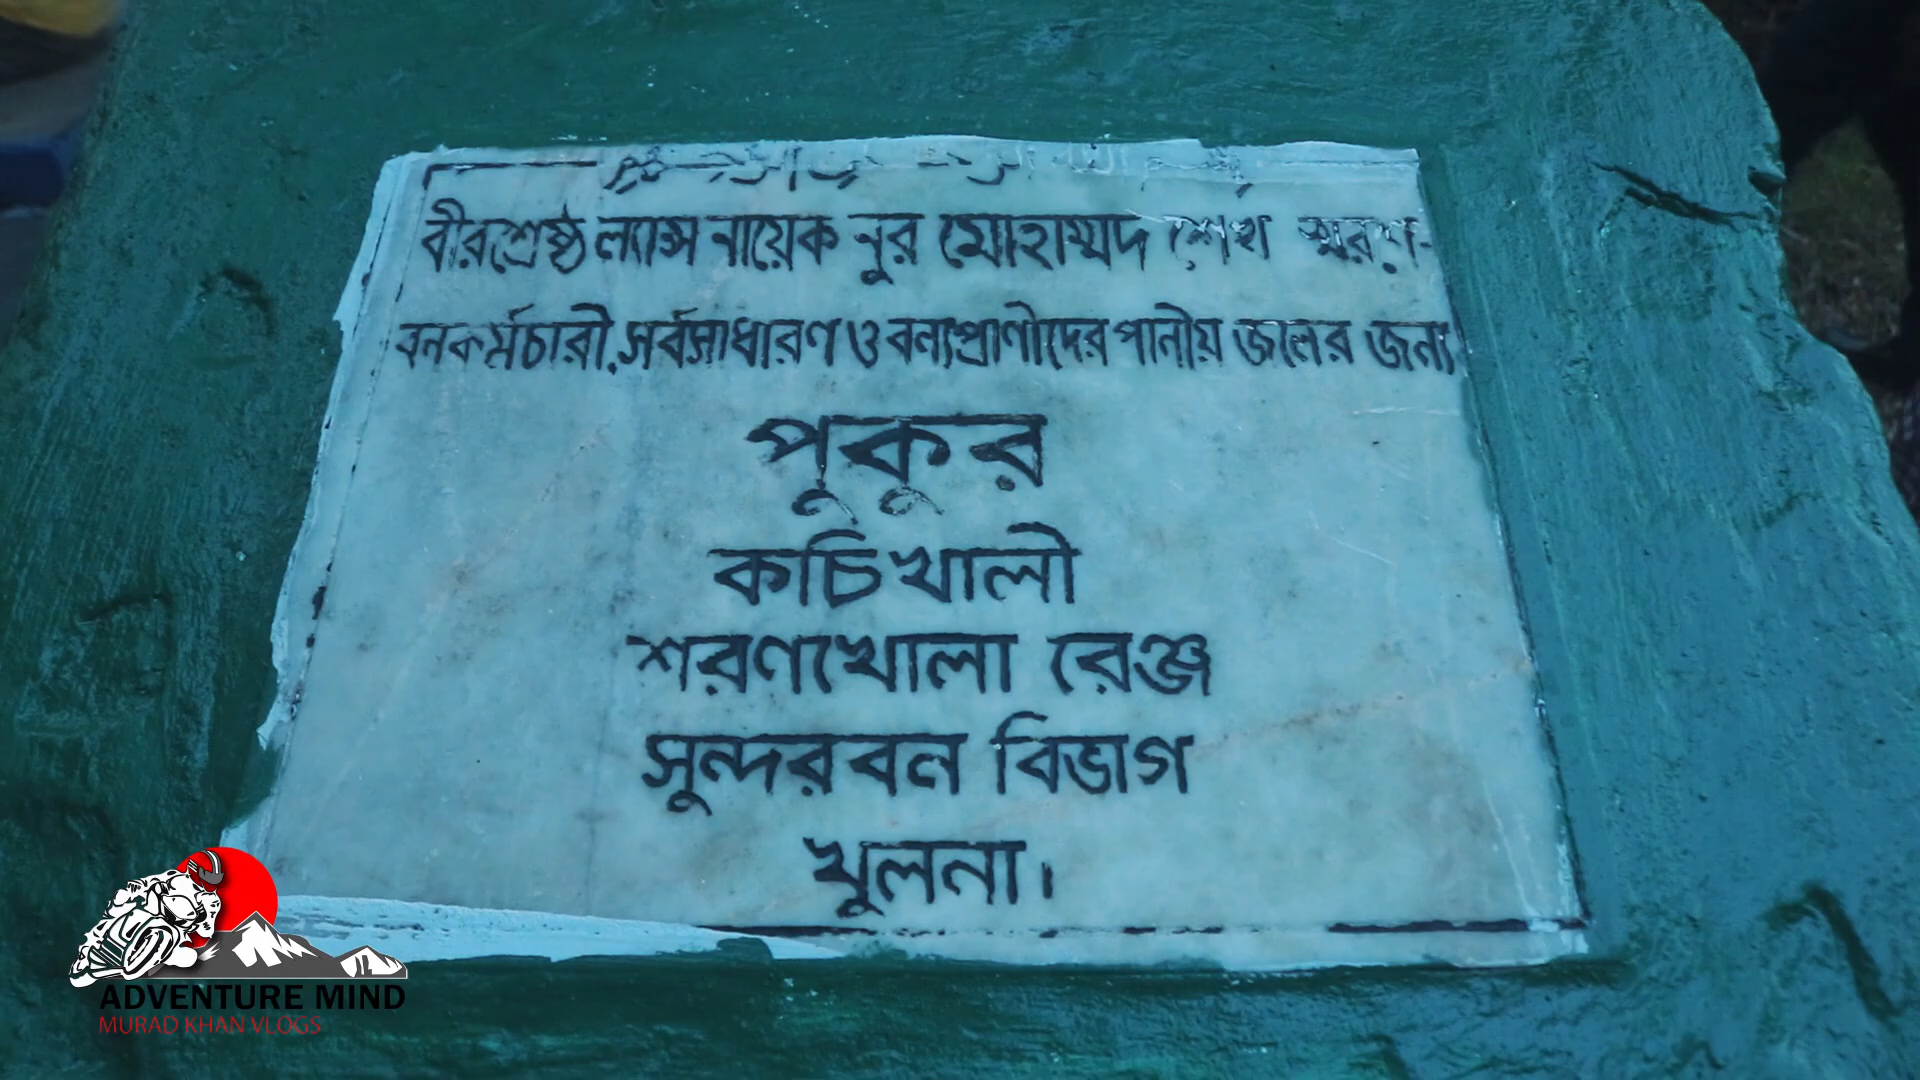 বীরশ্রেষ্ঠ ল্যান্স নায়েক নুর মোহাম্মদ শেখ স্মরণে-
বনকর্মচারী, সর্বসাধারণ ও বন্যপ্রাণীদের পানীয় জলের জন্য
পুকুর
কচিখালী
শরণখোলা রেঞ্জ
সুন্দরবন বিভাগ
খুলনা।
ADVENTURE MIND
MURAD KHAN VLOGS